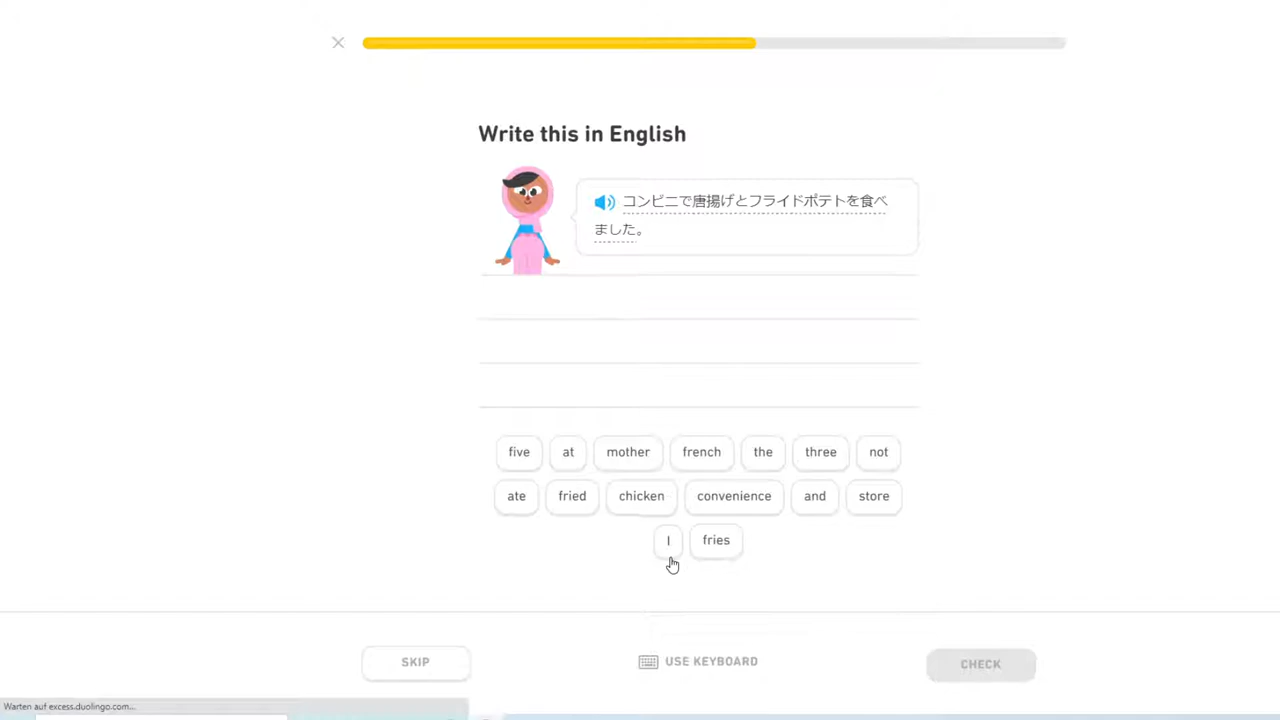 Write this in English
コンビニで唐揚げとフライドポテトを食べ
ました。
five at mother french the three not
ate fried chicken convenience and store
I fries
SKIP USE KEYBOARD CHECK
Warten auf excess.duolingo.com...